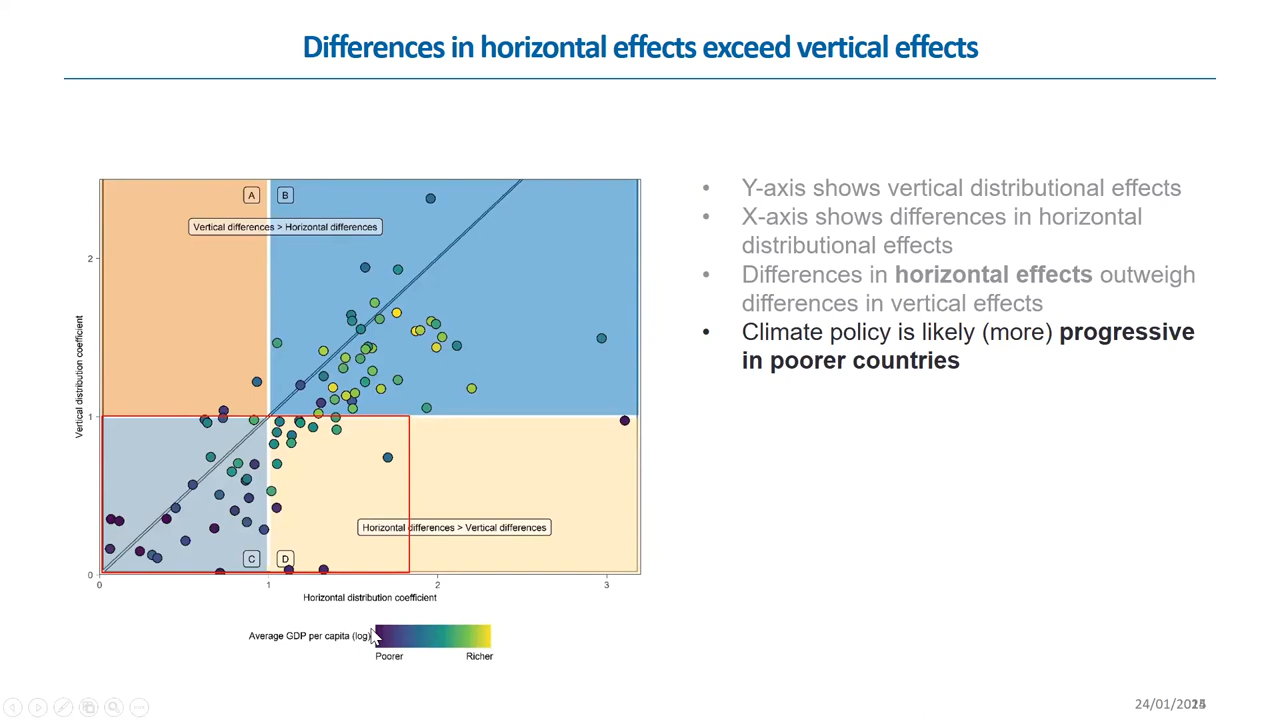 Differences in horizontal effects exceed vertical effects
A
B
Vertical differences > Horizontal differences
2
1
0
Vertical distribution coefficient
Horizontal differences > Vertical differences
C
D
0
1
2
3
Horizontal distribution coefficient
Average GDP per capita (log)
Poorer
Richer
• Y-axis shows vertical distributional effects
• X-axis shows differences in horizontal
distributional effects
• Differences in horizontal effects outweigh
differences in vertical effects
• Climate policy is likely (more) progressive
in poorer countries